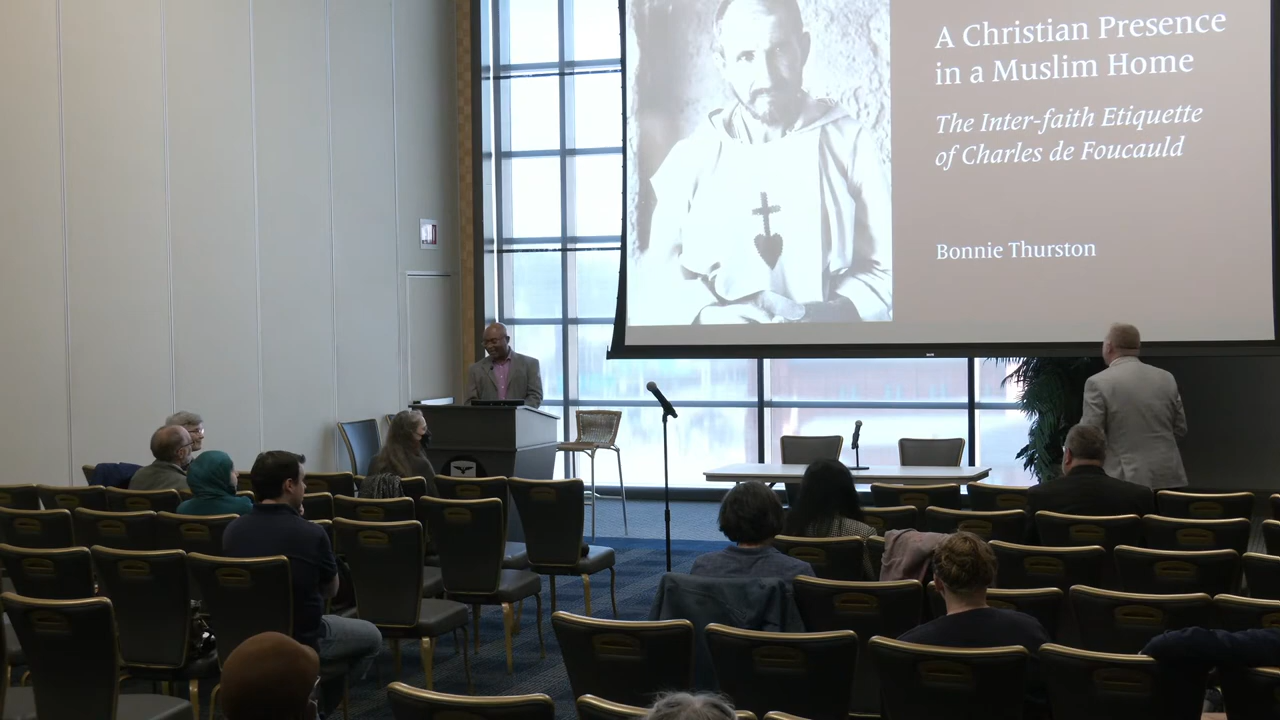 A Christian Presence
in a Muslim Home
The Inter-faith Etiquette
of Charles de Foucauld
Bonnie Thurston